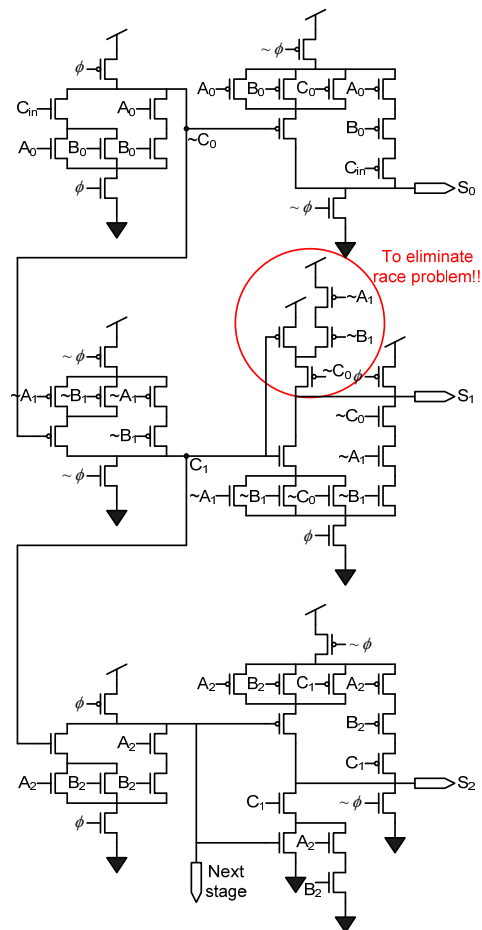 ~ϕ
ϕ
A0 B0 C0 A0
Cin A0
~C0
B0
A0 B0 B0
Cin
ϕ
S0
~ϕ
To eliminate
race problem!!
~A1
~B1
~ϕ
~C0 ϕ
~A1 ~B1 ~A1
S1
~C0
~B1
C1
~A1
~ϕ
~A1 ~B1 ~C0 ~B1
ϕ
~ϕ
A2 B2 C1 A2
ϕ
B2
A2
C1
A2 B2 B2
S2
C1 ~ϕ
ϕ
A2
Next
stage
B2